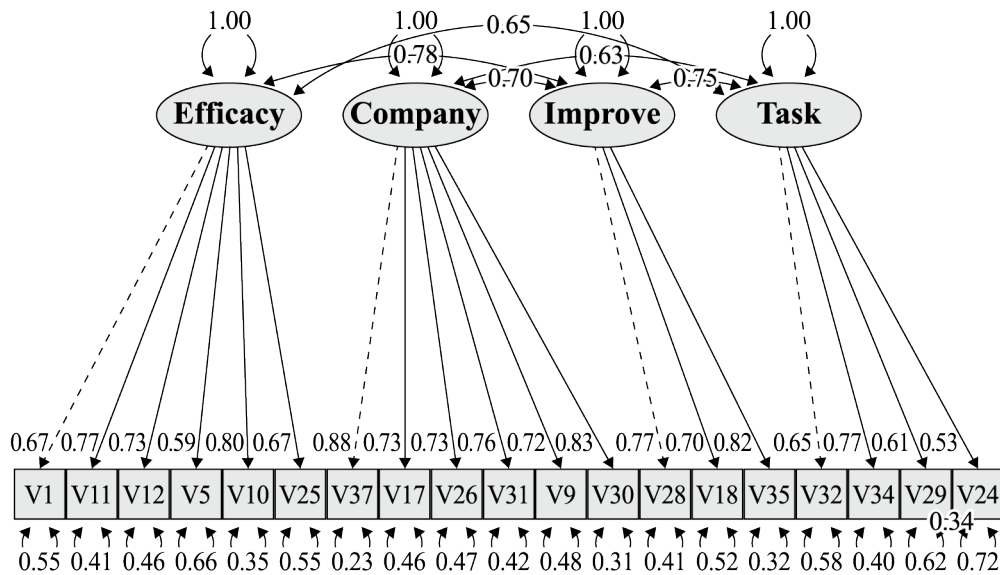 1.00 1.00 1.00 1.00
0.65
0.78 0.63
0.70 0.75
Efficacy Company Improve Task
0.67 0.77 0.73 0.59 0.80 0.67 0.88 0.73 0.73 0.76 0.72 0.83 0.77 0.70 0.82 0.65 0.77 0.61 0.53
V1 V11 V12 V5 V10 V25 V37 V17 V26 V31 V9 V30 V28 V18 V35 V32 V34 V29 V24
0.34
0.55 0.41 0.46 0.66 0.35 0.55 0.23 0.46 0.47 0.42 0.48 0.31 0.41 0.52 0.32 0.58 0.40 0.62 0.72